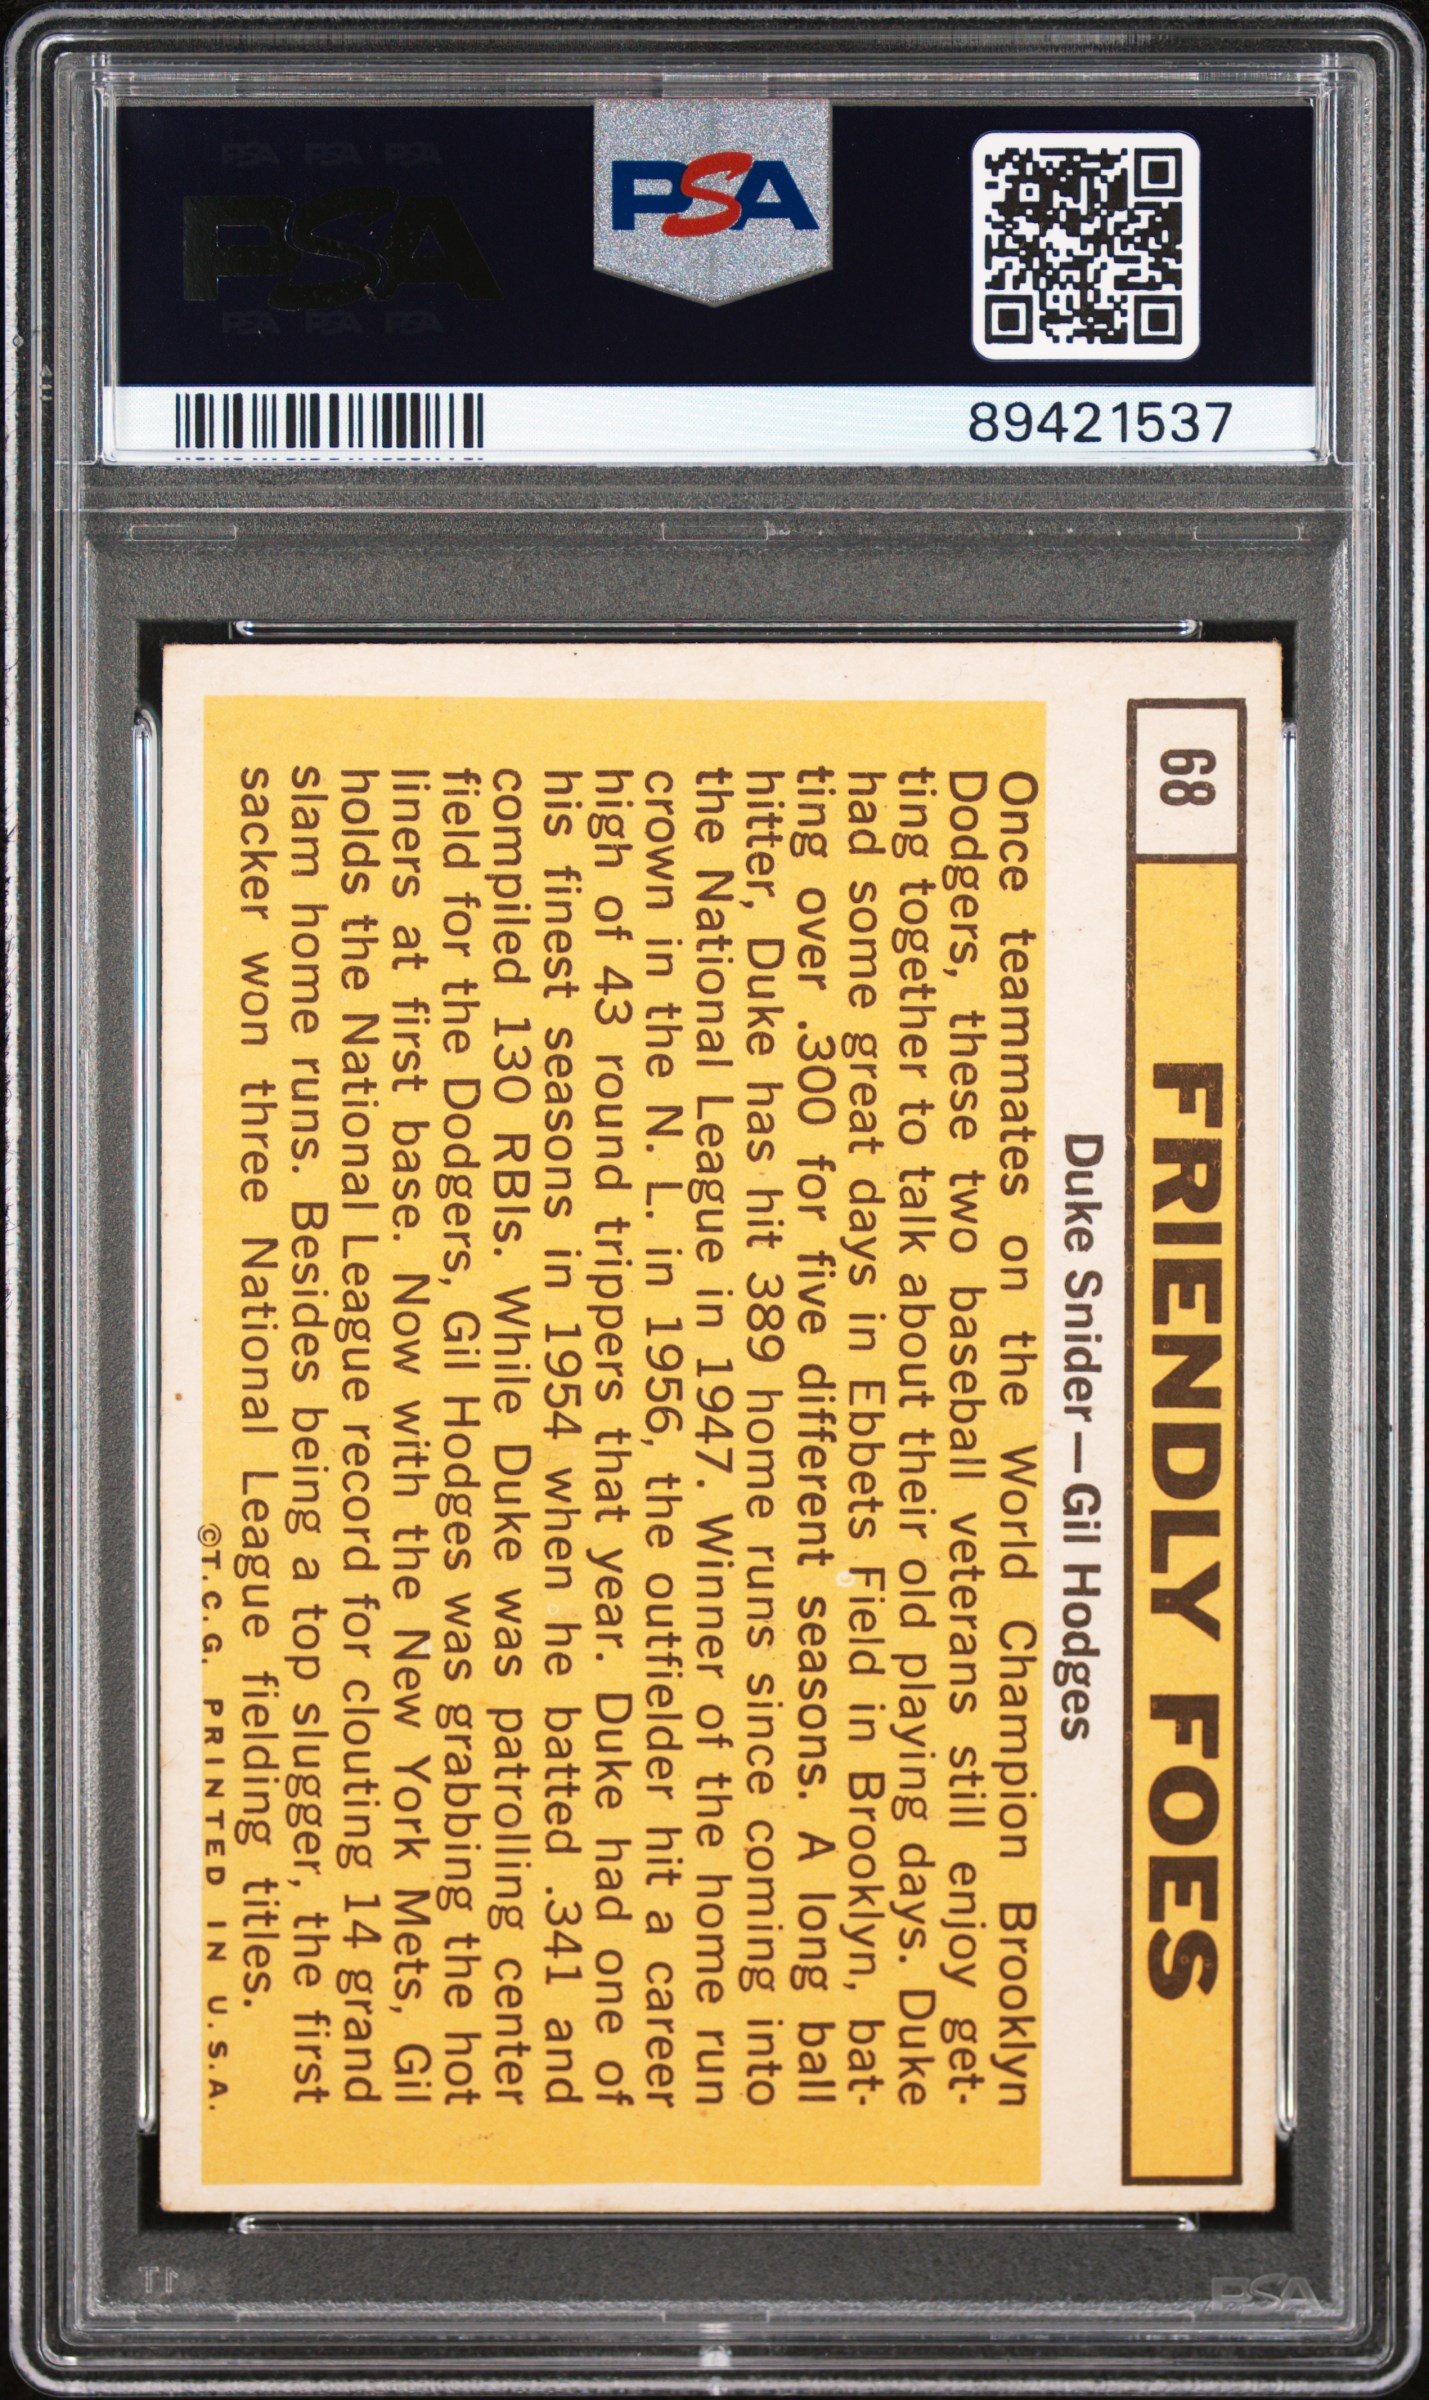 PSA PSA PSA
PSA
PSA PSA PSA
PSA
89421537
68
FRIENDLY FOES
Duke Snider—Gil Hodges
Once teammates on the World Champion Brooklyn
Dodgers, these two baseball veterans still enjoy get-
ting together to talk about their old playing days. Duke
had some great days in Ebbets Field in Brooklyn, bat-
ting over .300 for five different seasons. A long ball
hitter, Duke has hit 389 home runs since coming into
the National League in 1947. Winner of the home run
crown in the N. L. in 1956, the outfielder hit a career
high of 43 round trippers that year. Duke had one of
his finest seasons in 1954 when he batted .341 and
compiled 130 RBIs. While Duke was patrolling center
field for the Dodgers, Gil Hodges was grabbing the hot
liners at first base. Now with the New York Mets, Gil
holds the National League record for clouting 14 grand
slam home runs. Besides being a top slugger, the first
sacker won three National League fielding titles.
©T.C.G. PRINTED IN U.S.A.
PSA